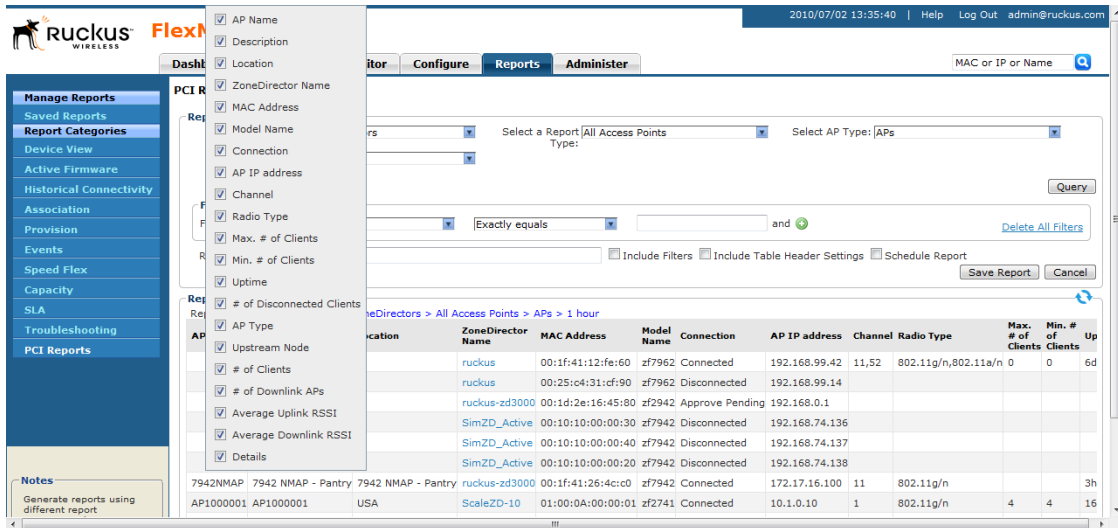 2010/07/02 13:35:40 | Help Log Out admin@ruckus.com
RUCKUS WIRELESS
Dashb itor Configure Reports Administer
MAC or IP or Name
Manage Reports
Saved Reports
Report Categories
Device View
Active Firmware
Historical Connectivity
Association
Provision
Events
Speed Flex
Capacity
SLA
Troubleshooting
PCI Reports
Notes
Generate reports using
different report
AP Name
Description
Location
ZoneDirector Name
MAC Address
Model Name
Connection
AP IP address
Channel
Radio Type
Max. # of Clients
Min. # of Clients
Uptime
# of Disconnected Clients
AP Type
Upstream Node
# of Clients
# of Downlink APs
Average Uplink RSSI
Average Downlink RSSI
Details
PCI R
Select a Report Type: All Access Points
Select AP Type: APs
Query
Exactly equals and
Delete All Filters
Include Filters Include Table Header Settings Schedule Report
Save Report Cancel
neDirectors > All Access Points > APs > 1 hour
AP ocation ZoneDirector Name MAC Address Model Name Connection AP IP address Channel Radio Type Max. # of Clients Min. # of Clients Up
ruckus 00:1f:41:12:fe:60 zf7962 Connected 192.168.99.42 11,52 802.11g/n,802.11a/n 0 0 6d
ruckus 00:25:c4:31:cf:90 zf7962 Disconnected 192.168.99.14
ruckus-zd3000 00:1d:2e:16:45:80 zf2942 Approve Pending 192.168.0.1
SimZD_Active 00:10:10:00:00:30 zf7942 Disconnected 192.168.74.136
SimZD_Active 00:10:10:00:00:40 zf7942 Disconnected 192.168.74.137
SimZD_Active 00:10:10:00:00:20 zf7942 Disconnected 192.168.74.138
7942NMAP 7942 NMAP - Pantry 7942 NMAP - Pantry ruckus-zd3000 00:1f:41:26:4c:c0 zf7942 Connected 172.17.16.100 11 802.11g/n 3h
AP1000001 AP1000001 USA ScaleZD-10 01:00:0A:00:00:01 zf2741 Connected 10.1.0.10 1 802.11g/n 4 4 16